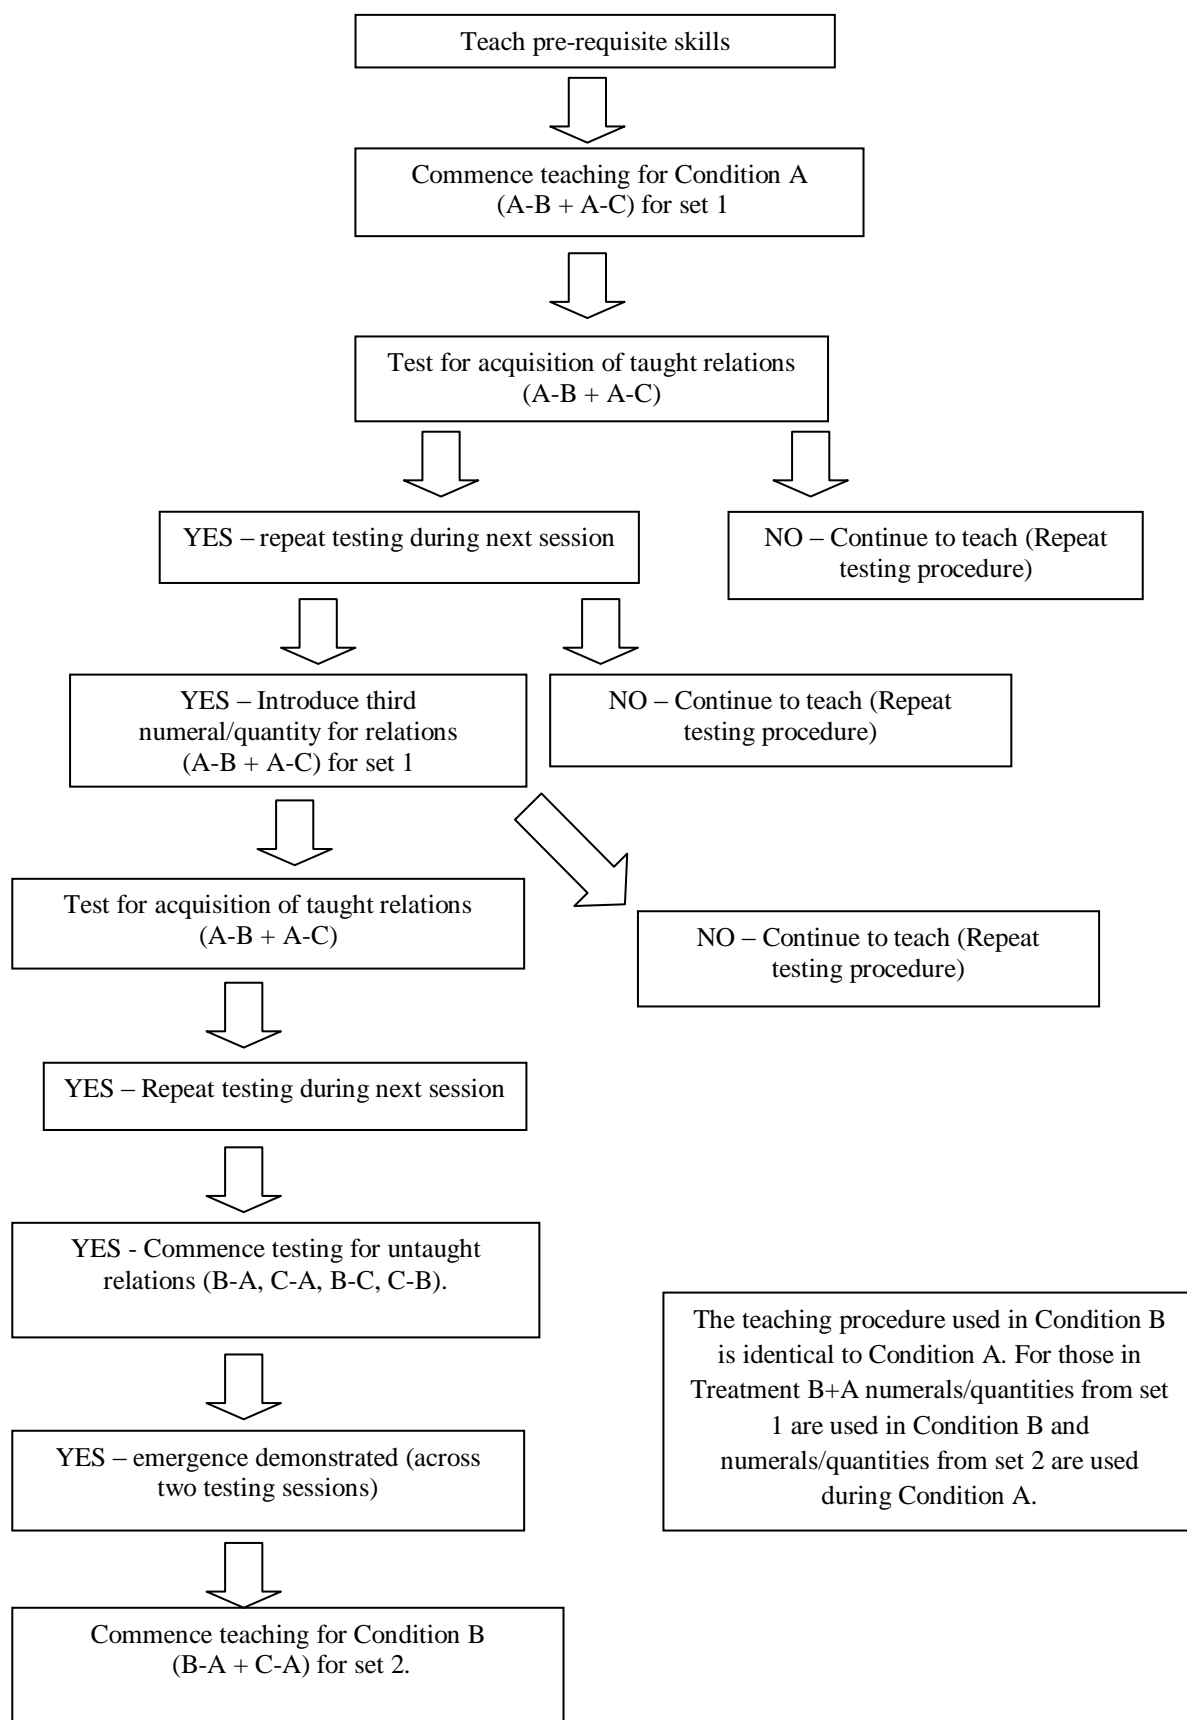 Teach pre-requisite skills
Commence teaching for Condition A
(A-B + A-C) for set 1
Test for acquisition of taught relations
(A-B + A-C)
YES – repeat testing during next session
NO – Continue to teach (Repeat
testing procedure)
YES – Introduce third
numeral/quantity for relations
(A-B + A-C) for set 1
NO – Continue to teach (Repeat
testing procedure)
Test for acquisition of taught relations
(A-B + A-C)
NO – Continue to teach (Repeat
testing procedure)
YES – Repeat testing during next session
YES - Commence testing for untaught
relations (B-A, C-A, B-C, C-B).
The teaching procedure used in Condition B
is identical to Condition A. For those in
Treatment B+A numerals/quantities from set
1 are used in Condition B and
numerals/quantities from set 2 are used
during Condition A.
YES – emergence demonstrated (across
two testing sessions)
Commence teaching for Condition B
(B-A + C-A) for set 2.